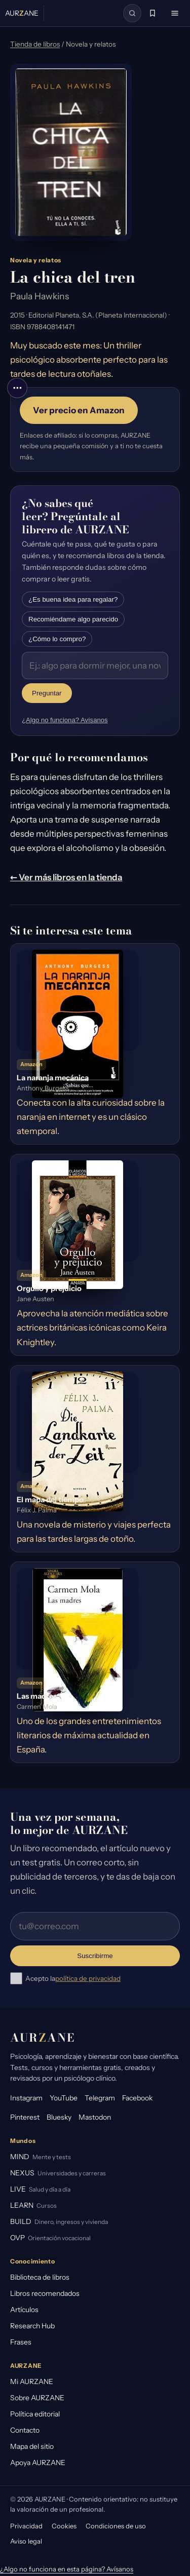 AURZANE
Tienda de libros / Novela y relatos
PAULA HAWKINS
LA
CHICA
DEL
TREN
TÚ NO LA CONOCES.
ELLA A TI, SÍ.
Novela y relatos
La chica del tren
Paula Hawkins
2015 · Editorial Planeta, S.A. (Planeta Internacional) ·
ISBN 9788408141471
Muy buscado este mes: Un thriller
psicológico absorbente perfecto para las
tardes de lectura otoñales.
Ver precio en Amazon
Enlaces de afiliado: si lo compras, AURZANE
recibe una pequeña comisión y a ti no te cuesta
más.
¿No sabes qué
leer? Pregúntale al
librero de AURZANE
Cuéntale qué te pasa, qué te gusta o para
quién es, y te recomienda libros de la tienda.
También responde dudas sobre cómo
comprar o leer gratis.
¿Es buena idea para regalar?
Recomiéndame algo parecido
¿Cómo lo compro?
Ej.: algo para dormir mejor, una nov
Preguntar
¿Algo no funciona? Avísanos
Por qué lo recomendamos
Es para quienes disfrutan de los thrillers
psicológicos absorbentes centrados en la
intriga vecinal y la memoria fragmentada.
Aporta una trama de suspense narrada
desde múltiples perspectivas femeninas
que explora el alcoholismo y la obsesión.
← Ver más libros en la tienda
Si te interesa este tema
ANTHONY BURGESS
LA NARANJA
MECÁNICA
Sabías que...
Amazon
La naranja mecánica
Anthony Burgess
Conecta con la alta curiosidad sobre la
naranja en internet y es un clásico
atemporal.
Orgullo
y prejuicio
Jane Austen
Orgullo y prejuicio
Jane Austen
Aprovecha la atención mediática sobre
actrices británicas icónicas como Keira
Knightley.
FÉLIX J. PALMA
Die
Landkarte
der Zeit
El mapa
Félix J. Palma
Una novela de misterio y viajes perfecta
para las tardes largas de otoño.
Carmen Mola
Las madres
Amazon
Las mad
Carmen Mola
Uno de los grandes entretenimientos
literarios de máxima actualidad en
España.
Una vez por semana,
lo mejor de AURZANE
Un libro recomendado, el artículo nuevo y
un test gratis. Un correo corto, sin
publicidad de terceros, y te das de baja con
un clic.
tu@correo.com
Suscribirme
Acepto la política de privacidad
AURZANE
Psicología, aprendizaje y bienestar con base científica.
Tests, cursos y herramientas gratis, creados y
revisados por un psicólogo clínico.
Instagram YouTube Telegram Facebook
Pinterest Bluesky Mastodon
Mundos
MIND Mente y tests
NEXUS Universidades y carreras
LIVE Salud y día a día
LEARN Cursos
BUILD Dinero, ingresos y vivienda
OVP Orientación vocacional
Conocimiento
Biblioteca de libros
Libros recomendados
Artículos
Research Hub
Frases
AURZANE
Mi AURZANE
Sobre AURZANE
Política editorial
Contacto
Mapa del sitio
Apoya AURZANE
© 2026 AURZANE · Contenido orientativo: no sustituye
la valoración de un profesional.
Privacidad Cookies Condiciones de uso
Aviso legal
¿Algo no funciona en esta página? Avísanos